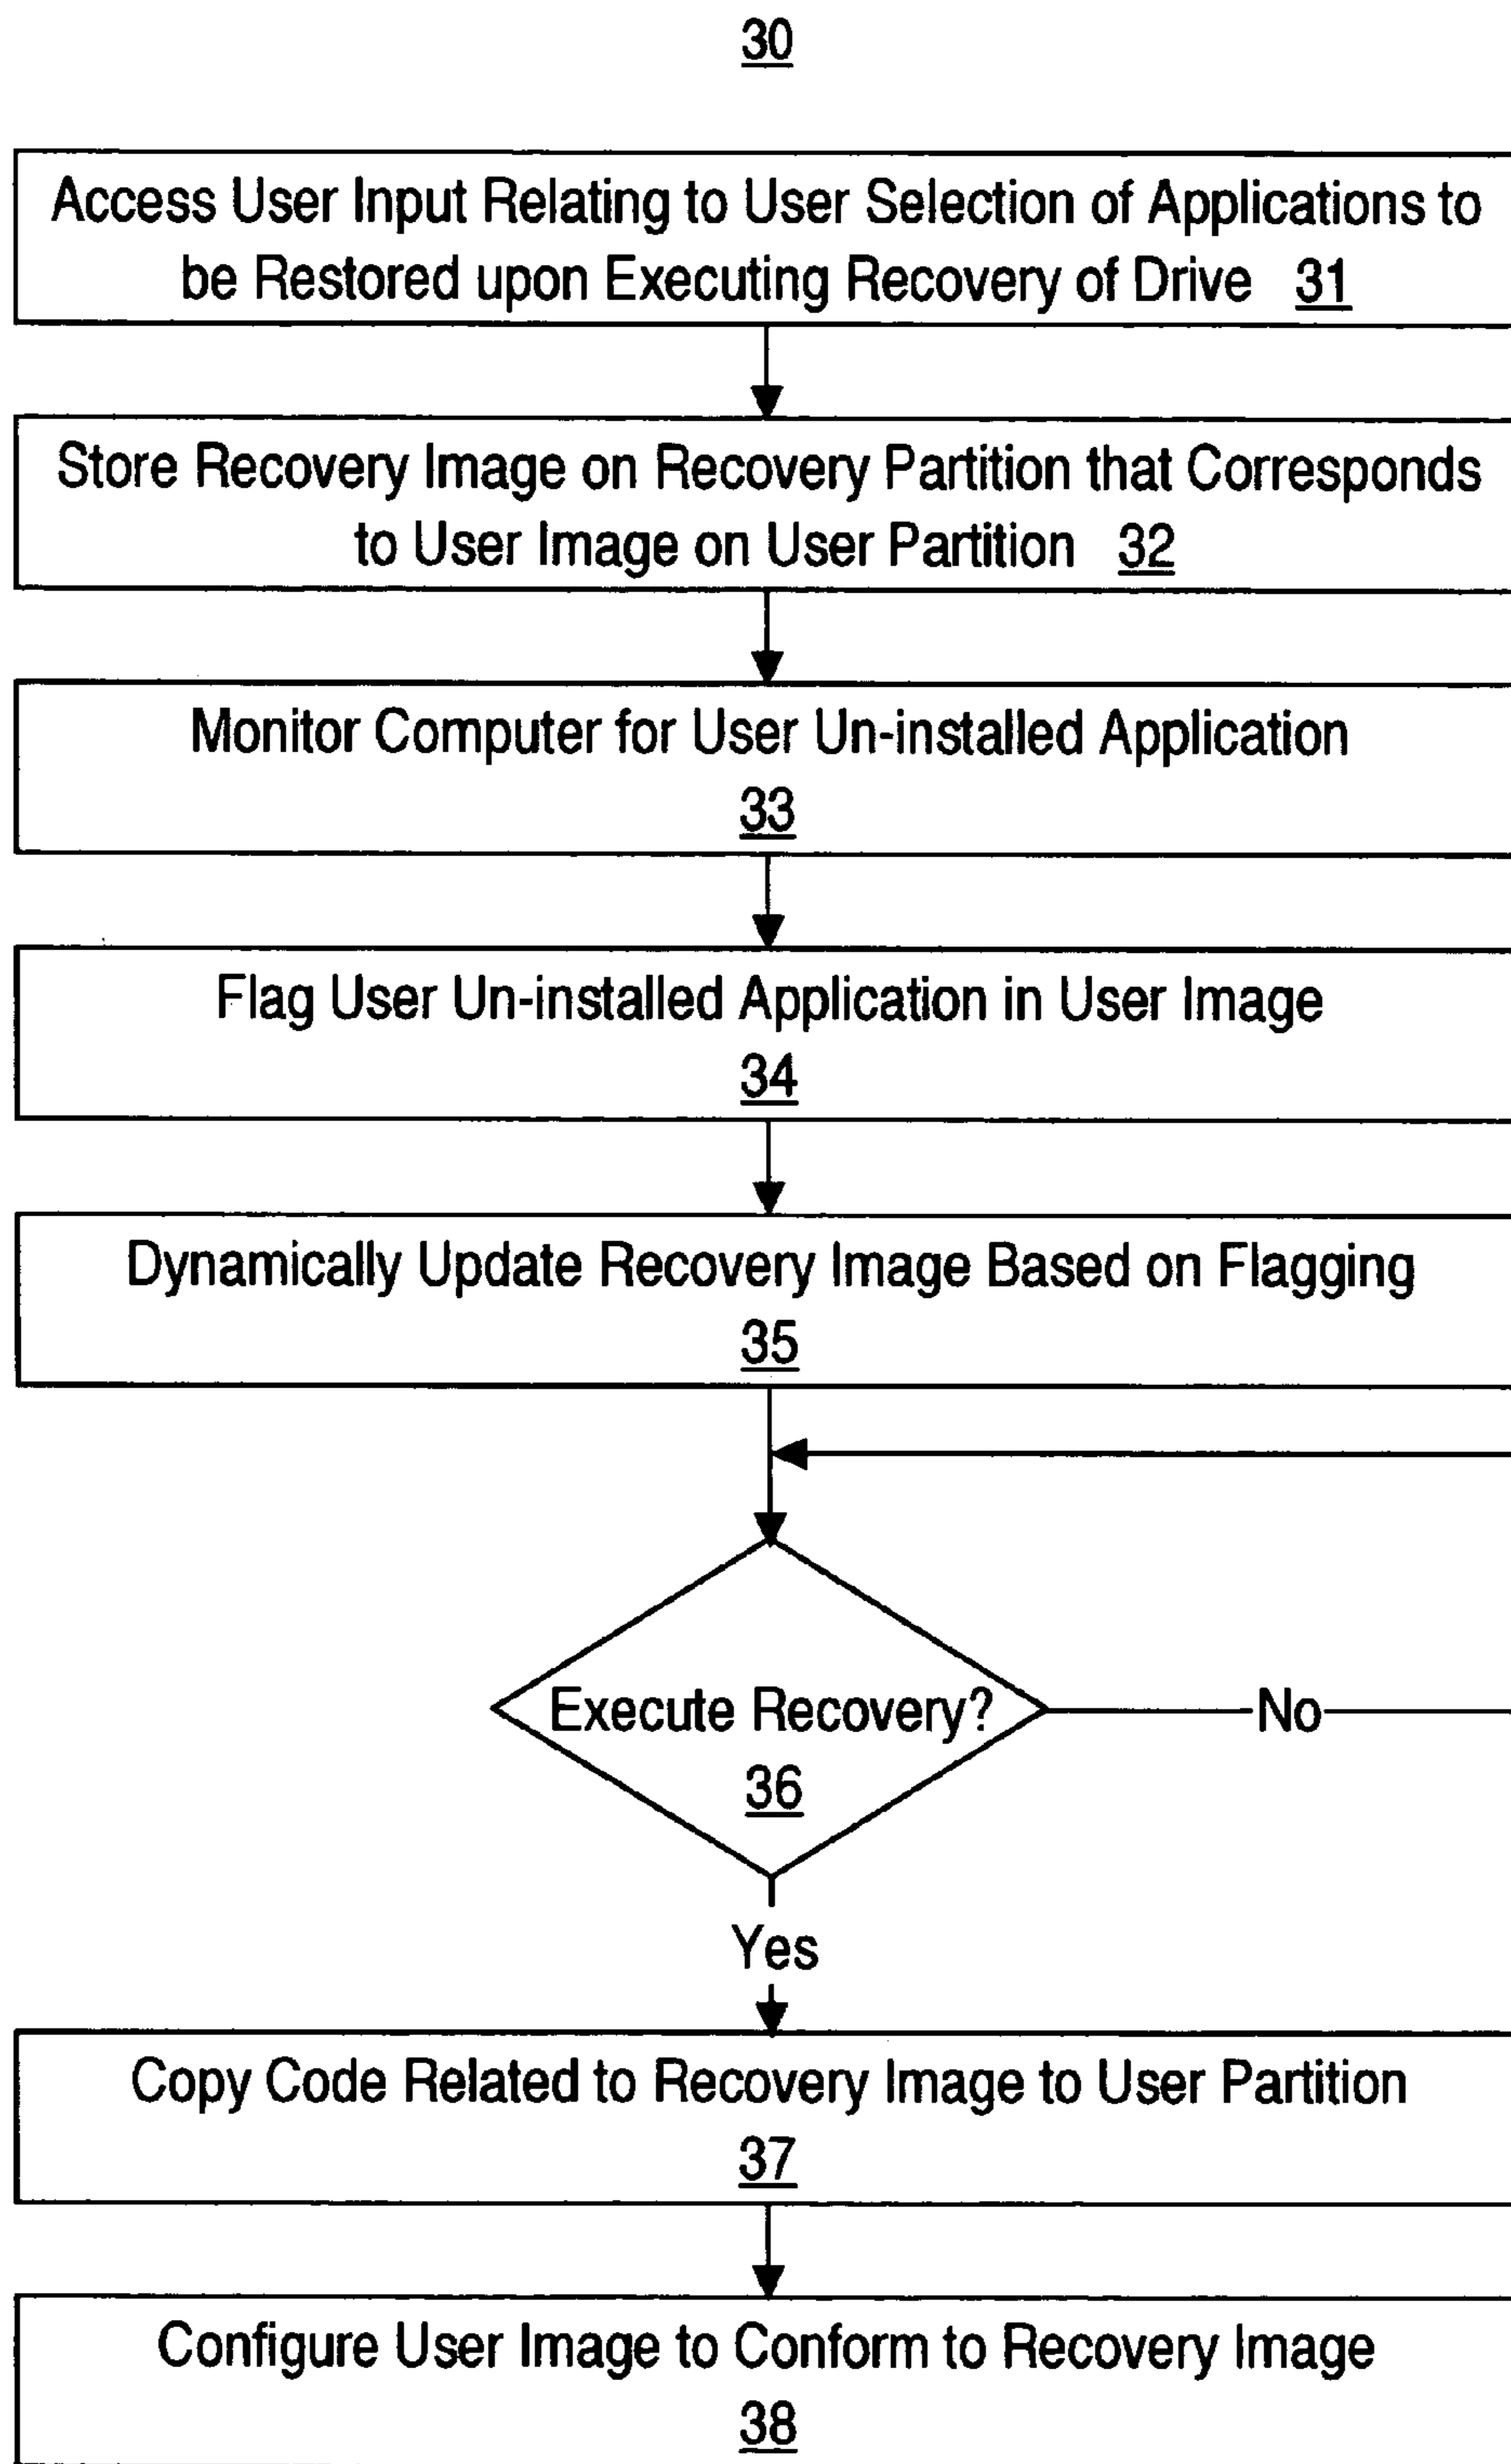 30
Access User Input Relating to User Selection of Applications to
be Restored upon Executing Recovery of Drive 31
Store Recovery Image on Recovery Partition that Corresponds
to User Image on User Partition 32
Monitor Computer for User Un-installed Application
33
Flag User Un-installed Application in User Image
34
Dynamically Update Recovery Image Based on Flagging
35
Execute Recovery?
36
No
Yes
Copy Code Related to Recovery Image to User Partition
37
Configure User Image to Conform to Recovery Image
38